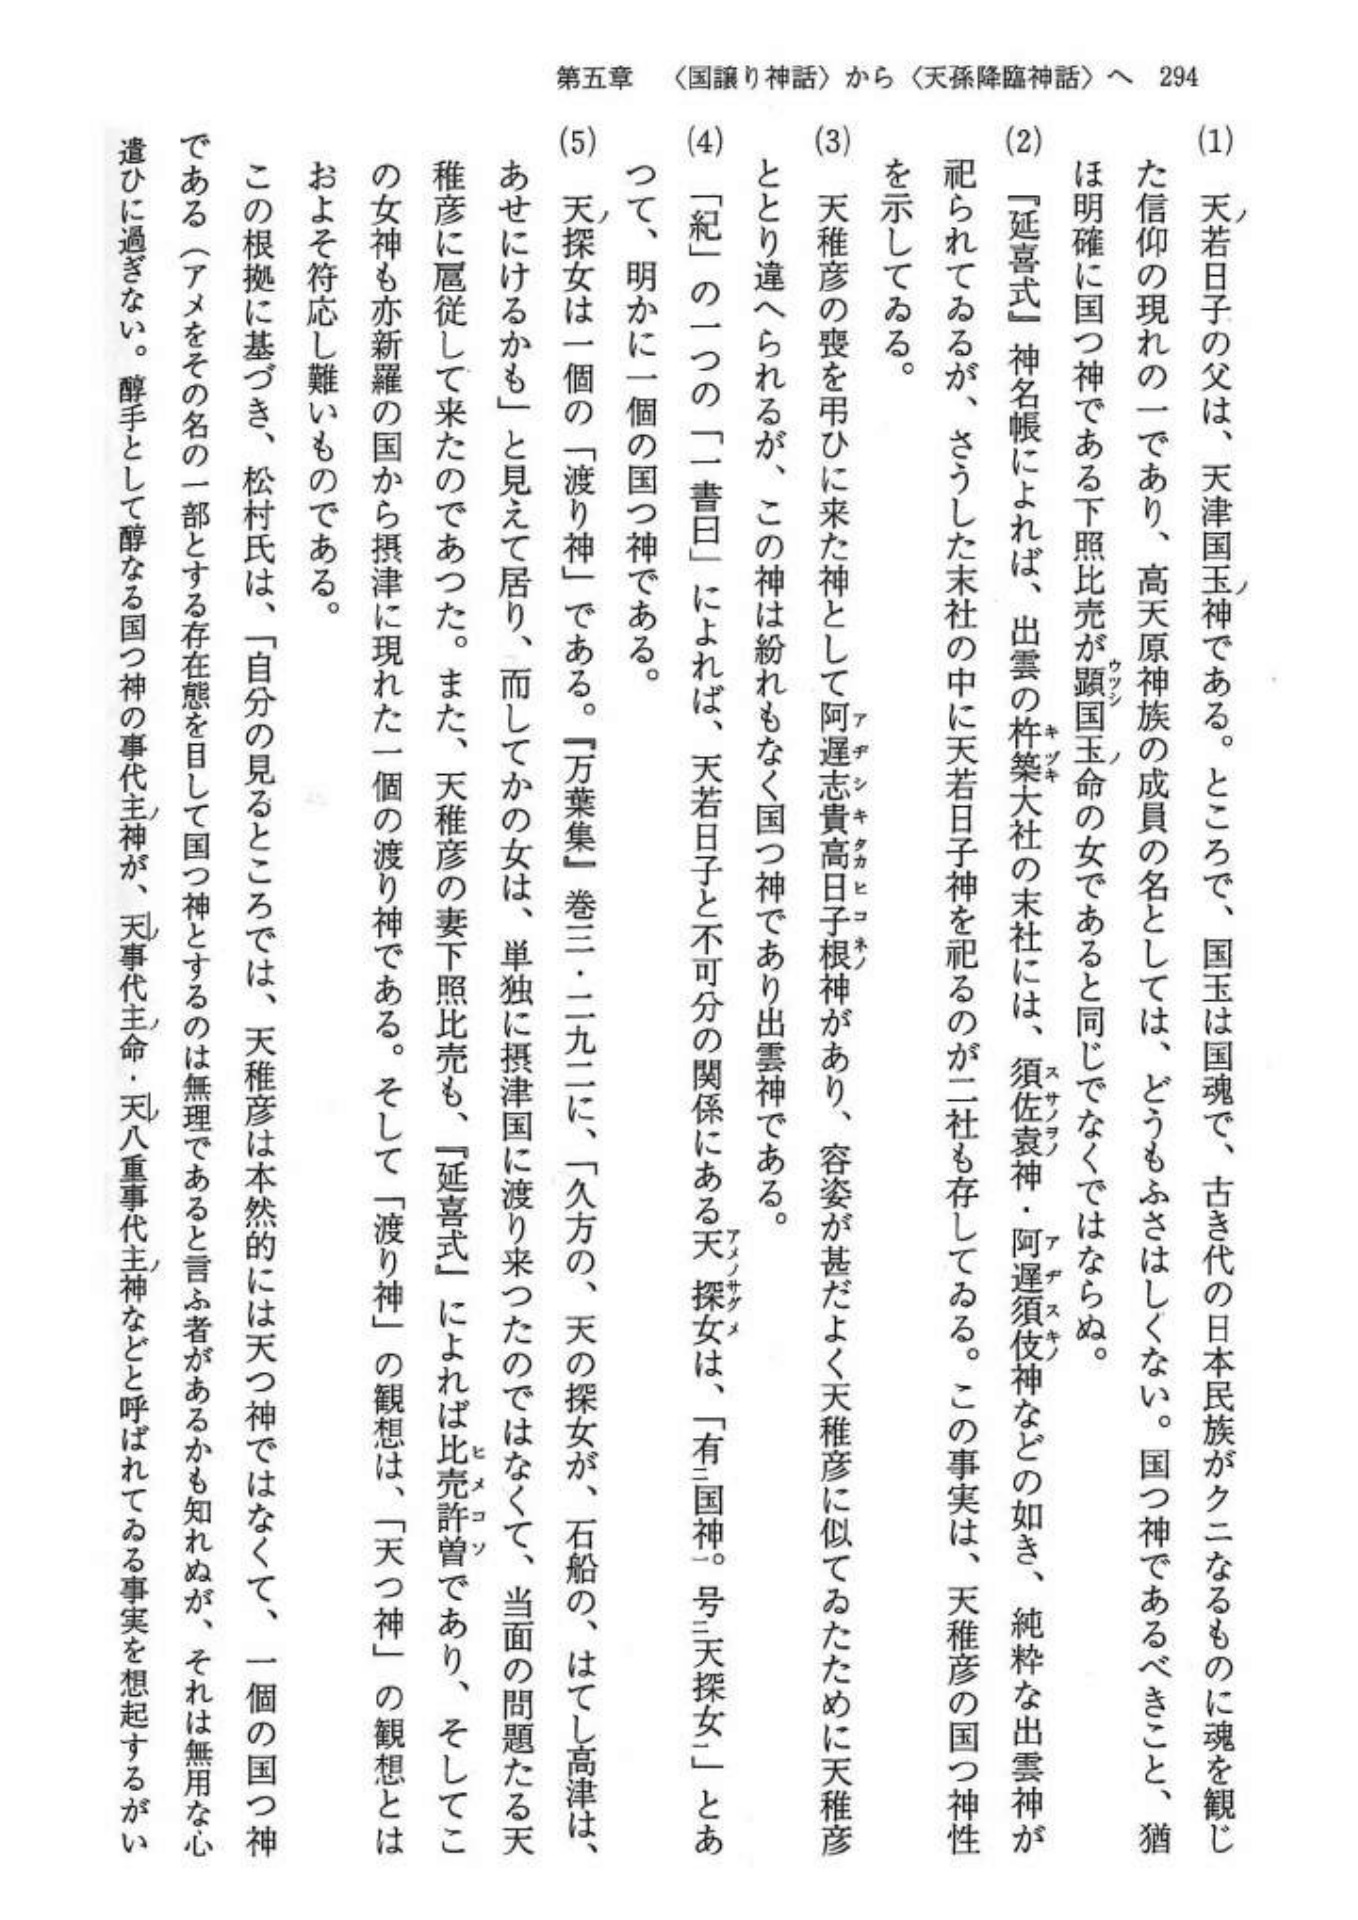 第五章　〈国譲り神話〉から〈天孫降臨神話〉へ　294
(1)　天ノ若日子の父は、天津国玉ノ神である。ところで、国玉は国魂で、古き代の日本民族がクニなるものに魂を観じ
た信仰の現れの一であり、高天原神族の成員の名としては、どうもふさはしくない。国つ神であるべきこと、猶
ほ明確に国つ神である下照比売が顕国玉ノ命の女であると同じでなくではならぬ。
(2)　『延喜式』神名帳によれば、出雲の杵築大社の末社には、須佐袁神・阿遅須伎神などの如き、純粋な出雲神が
祀られてゐるが、さうした末社の中に天若日子神を祀るのが二社も存してゐる。この事実は、天稚彦の国つ神性
を示してゐる。
(3)　天稚彦の喪を弔ひに来た神として阿遅志貴高日子根神があり、容姿が甚だよく天稚彦に似てゐたために天稚彦
ととり違へられるが、この神は紛れもなく国つ神であり出雲神である。
(4)　「紀」の一つの「一書曰」によれば、天若日子と不可分の関係にある天探女は、「有二国神一。号二天探女一」とあ
つて、明かに一個の国つ神である。
(5)　天ノ探女は一個の「渡り神」である。『万葉集』巻三・二九二に、「久方の、天の探女が、石船の、はてし高津は、
あせにけるかも」と見えて居り、而してかの女は、単独に摂津国に渡り来つたのではなくて、当面の問題たる天
稚彦に扈従して来たのであつた。また、天稚彦の妻下照比売も、『延喜式』によれば比売許曽であり、そしてこ
の女神も亦新羅の国から摂津に現れた一個の渡り神である。そして「渡り神」の観想は、「天つ神」の観想とは
およそ符応し難いものである。
この根拠に基づき、松村氏は、「自分の見るところでは、天稚彦は本然的には天つ神ではなくて、一個の国つ神
である（アメをその名の一部とする存在態を目して国つ神とするのは無理であると言ふ者があるかも知れぬが、それは無用な心
遣ひに過ぎない。醇手として醇なる国つ神の事代主ノ神が、天ノ事代主ノ命・天ノ八重事代主ノ神などと呼ばれてゐる事実を想起するがい